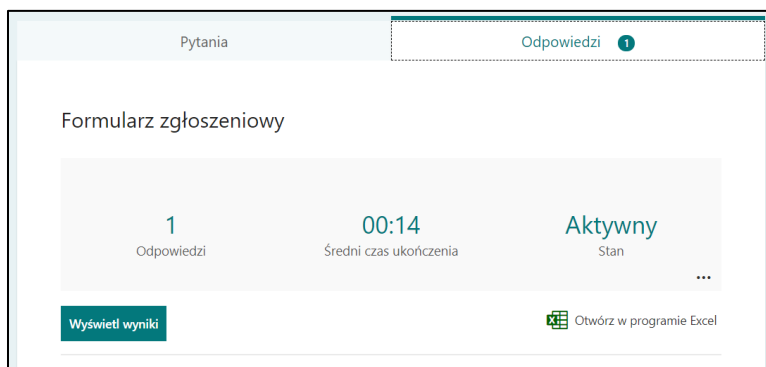 Pytania
Odpowiedzi 1
Formularz zgłoszeniowy
1 00:14 Aktywny
Odpowiedzi Średni czas ukończenia Stan
...
Wyświetl wyniki
Otwórz w programie Excel